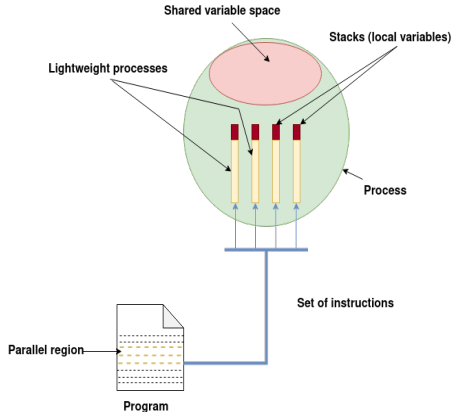 Shared variable space
Stacks (local variables)
Lightweight processes
Process
Set of instructions
Parallel region
Program